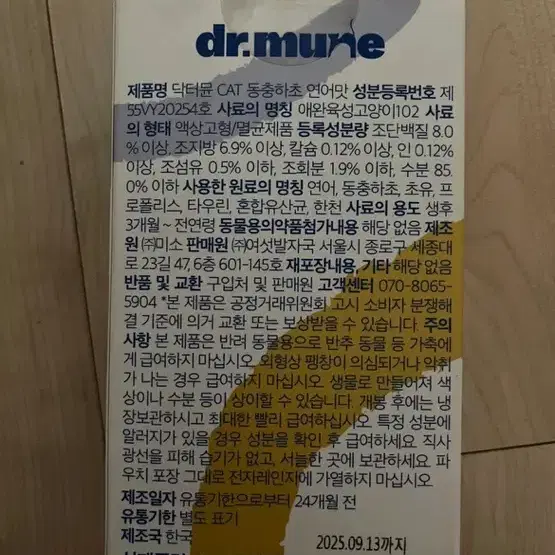 dr.mune
제품명 닥터뮨 CAT 동충하초 연어맛 성분등록번호 제
55VY20254호 사료의 명칭 애완육성고양이102 사료
의 형태 액상고형/멸균제품 등록성분량 조단백질 8.0
% 이상, 조지방 6.9% 이상, 칼슘 0.12% 이상, 인 0.12%
이상, 조섬유 0.5% 이하, 조회분 1.9% 이하, 수분 85.
0% 이하 사용한 원료의 명칭 연어, 동충하초, 초유, 프
로폴리스, 타우린, 혼합유산균, 한천 사료의 용도 생후
3개월 ~ 전연령 동물용의약품첨가내용 해당 없음 제조
원 ㈜미소 판매원 ㈜여섯발자국 서울시 종로구 세종대
로 23길 47, 6층 601-145호 재포장내용, 기타 해당 없음
반품 및 교환 구입처 및 판매원 고객센터 070-8065-
5904 *본 제품은 공정거래위원회 고시 소비자 분쟁해
결 기준에 의거 교환 또는 보상받을 수 있습니다. 주의
사항 본 제품은 반려 동물용으로 반추 동물 등 가축에
게 급여하지 마십시오. 외형상 팽창이 의심되거나 악취
가 나는 경우 급여하지 마십시오. 생물로 만들어져 색
상이나 수분 등이 상이할 수 있습니다. 개봉 후에는 냉
장보관하시고 최대한 빨리 급여하십시오. 특정 성분에
알러지가 있을 경우 성분을 확인 후 급여하세요. 직사
광선을 피해 습기가 없고, 서늘한 곳에 보관하세요. 파
우치 포장 그대로 전자레인지에 가열하지 마십시오.
제조일자 유통기한으로부터 24개월 전
유통기한 별도 표기
제조국 한국
2025.09.13까지